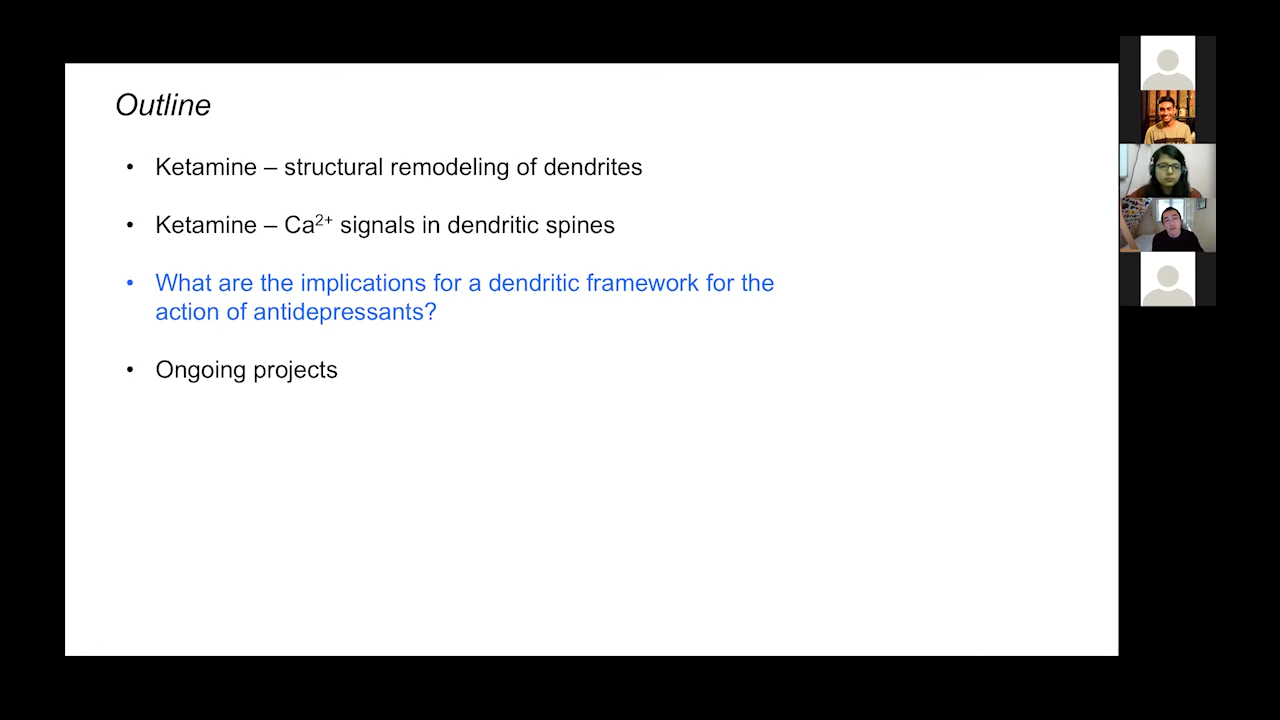 Outline
• Ketamine – structural remodeling of dendrites
• Ketamine – Ca²⁺ signals in dendritic spines
• What are the implications for a dendritic framework for the
action of antidepressants?
• Ongoing projects